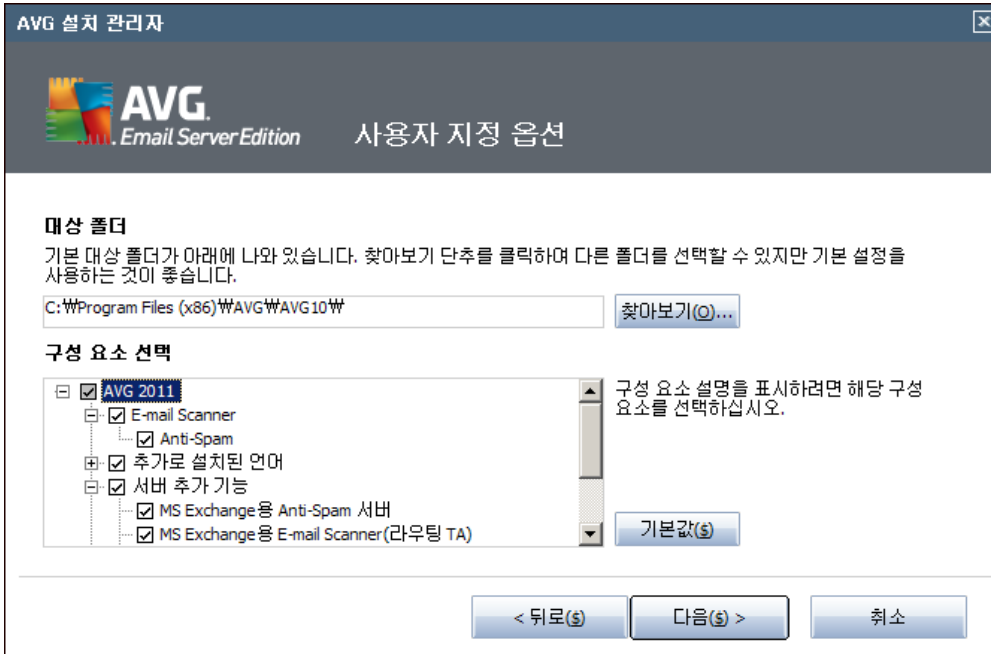 AVG 설치 관리자
AVG.
Email Server Edition
사용자 지정 옵션
대상 폴더
기본 대상 폴더가 아래에 나와 있습니다. 찾아보기 단추를 클릭하여 다른 폴더를 선택할 수 있지만 기본 설정을
사용하는 것이 좋습니다.
C:₩Program Files (x86)₩AVG₩AVG10₩
찾아보기(O)...
구성 요소 선택
AVG 2011
E-mail Scanner
Anti-Spam
추가로 설치된 언어
서버 추가 기능
MS Exchange용 Anti-Spam 서버
MS Exchange용 E-mail Scanner(라우팅 TA)
구성 요소 설명을 표시하려면 해당 구성
요소를 선택하십시오.
기본값(s)
< 뒤로(s)
다음(s) >
취소